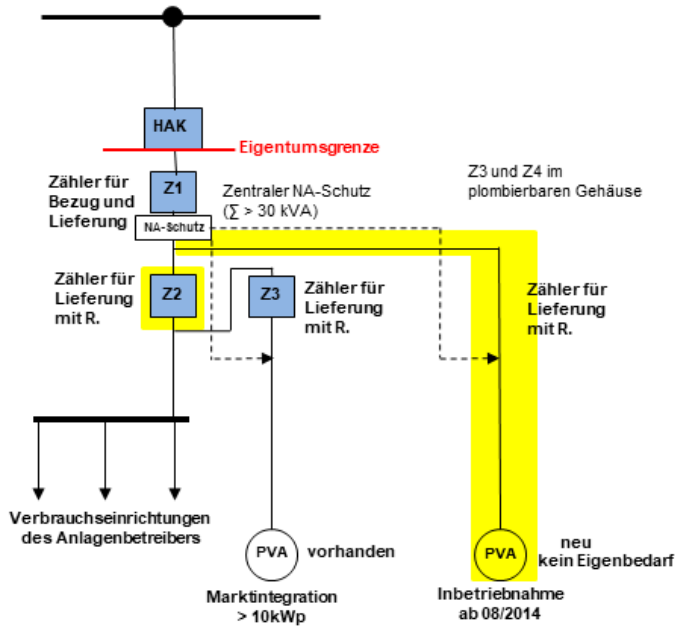 HAK
Eigentumsgrenze
Zähler für
Bezug und
Lieferung
Z1
NA-Schutz
Zentraler NA-Schutz
(∑ > 30 kVA)
Z3 und Z4 im
plombierbaren Gehäuse
Zähler für
Lieferung
mit R.
Z2
Z3
Zähler für
Lieferung
mit R.
Zähler für
Lieferung
mit R.
Verbrauchseinrichtungen
des Anlagenbetreibers
PVA
vorhanden
Marktintegration
> 10kWp
PVA
neu
kein Eigenbedarf
Inbetriebnahme
ab 08/2014